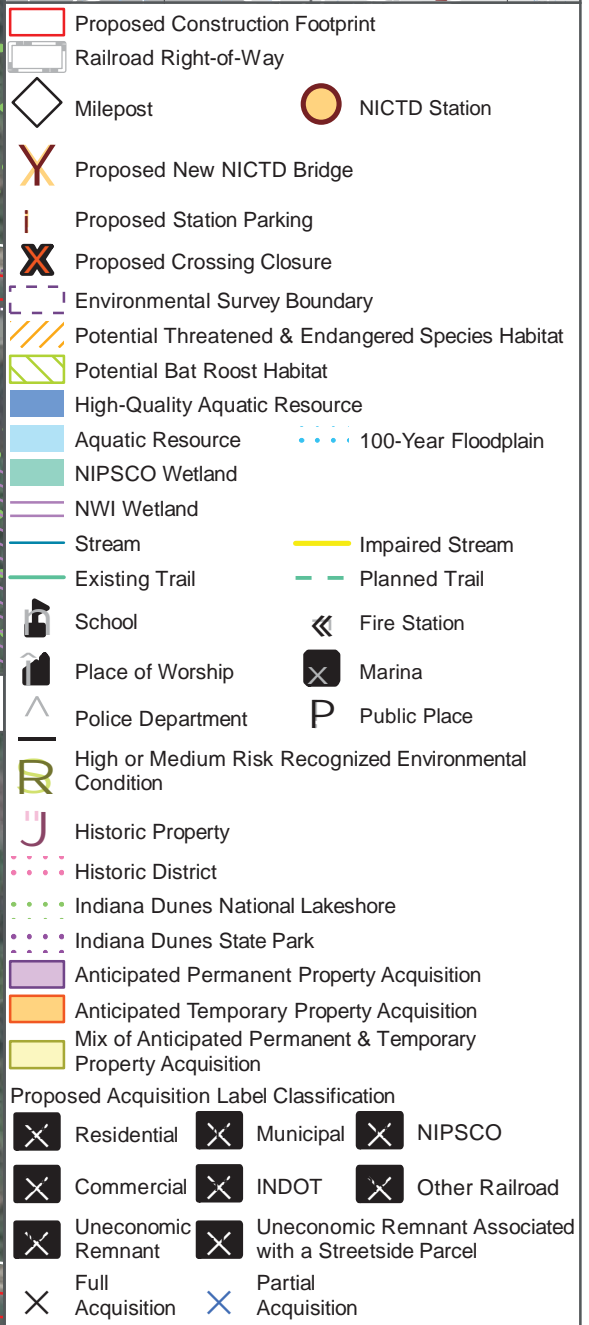 Proposed Construction Footprint
Railroad Right-of-Way
Milepost
NICTD Station
Proposed New NICTD Bridge
Proposed Station Parking
Proposed Crossing Closure
Environmental Survey Boundary
Potential Threatened & Endangered Species Habitat
Potential Bat Roost Habitat
High-Quality Aquatic Resource
Aquatic Resource
100-Year Floodplain
NIPSCO Wetland
NWI Wetland
Stream
Impaired Stream
Existing Trail
Planned Trail
School
Fire Station
Place of Worship
Marina
Police Department
P Public Place
High or Medium Risk Recognized Environmental
Condition
Historic Property
Historic District
Indiana Dunes National Lakeshore
Indiana Dunes State Park
Anticipated Permanent Property Acquisition
Anticipated Temporary Property Acquisition
Mix of Anticipated Permanent & Temporary
Property Acquisition
Proposed Acquisition Label Classification
Residential
Municipal
NIPSCO
Commercial
INDOT
Other Railroad
Uneconomic
Remnant
Uneconomic Remnant Associated
with a Streetside Parcel
Full
Acquisition
Partial
Acquisition